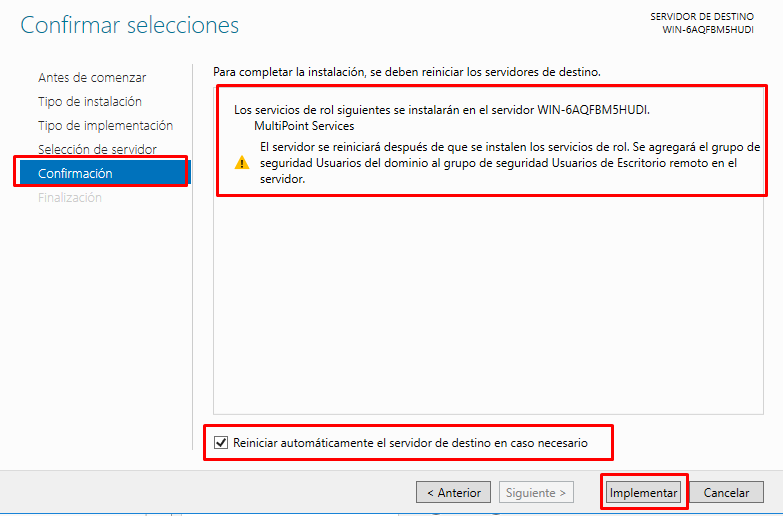 Confirmar selecciones
SERVIDOR DE DESTINO
WIN-6AQFBM5HUDI
Antes de comenzar
Tipo de instalación
Tipo de implementación
Selección de servidor
Confirmación
Finalización
Para completar la instalación, se deben reiniciar los servidores de destino.
Los servicios de rol siguientes se instalarán en el servidor WIN-6AQFBM5HUDI.
MultiPoint Services
El servidor se reiniciará después de que se instalen los servicios de rol. Se agregará el grupo de
seguridad Usuarios del dominio al grupo de seguridad Usuarios de Escritorio remoto en el
servidor.
Reiniciar automáticamente el servidor de destino en caso necesario
< Anterior
Siguiente >
Implementar
Cancelar